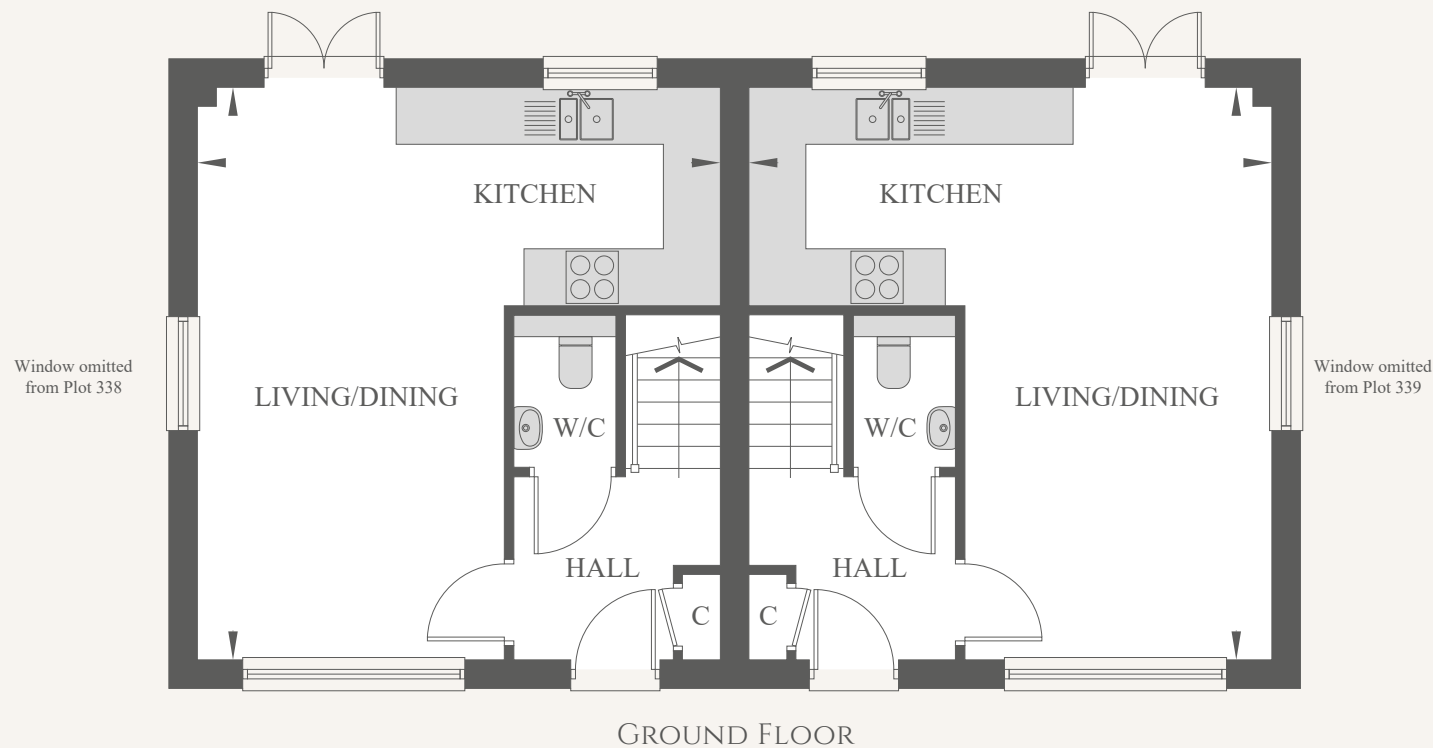 KITCHEN
KITCHEN
Window omitted
from Plot 338
LIVING/DINING
W/C
W/C
LIVING/DINING
Window omitted
from Plot 339
HALL
HALL
C
C
Ground Floor